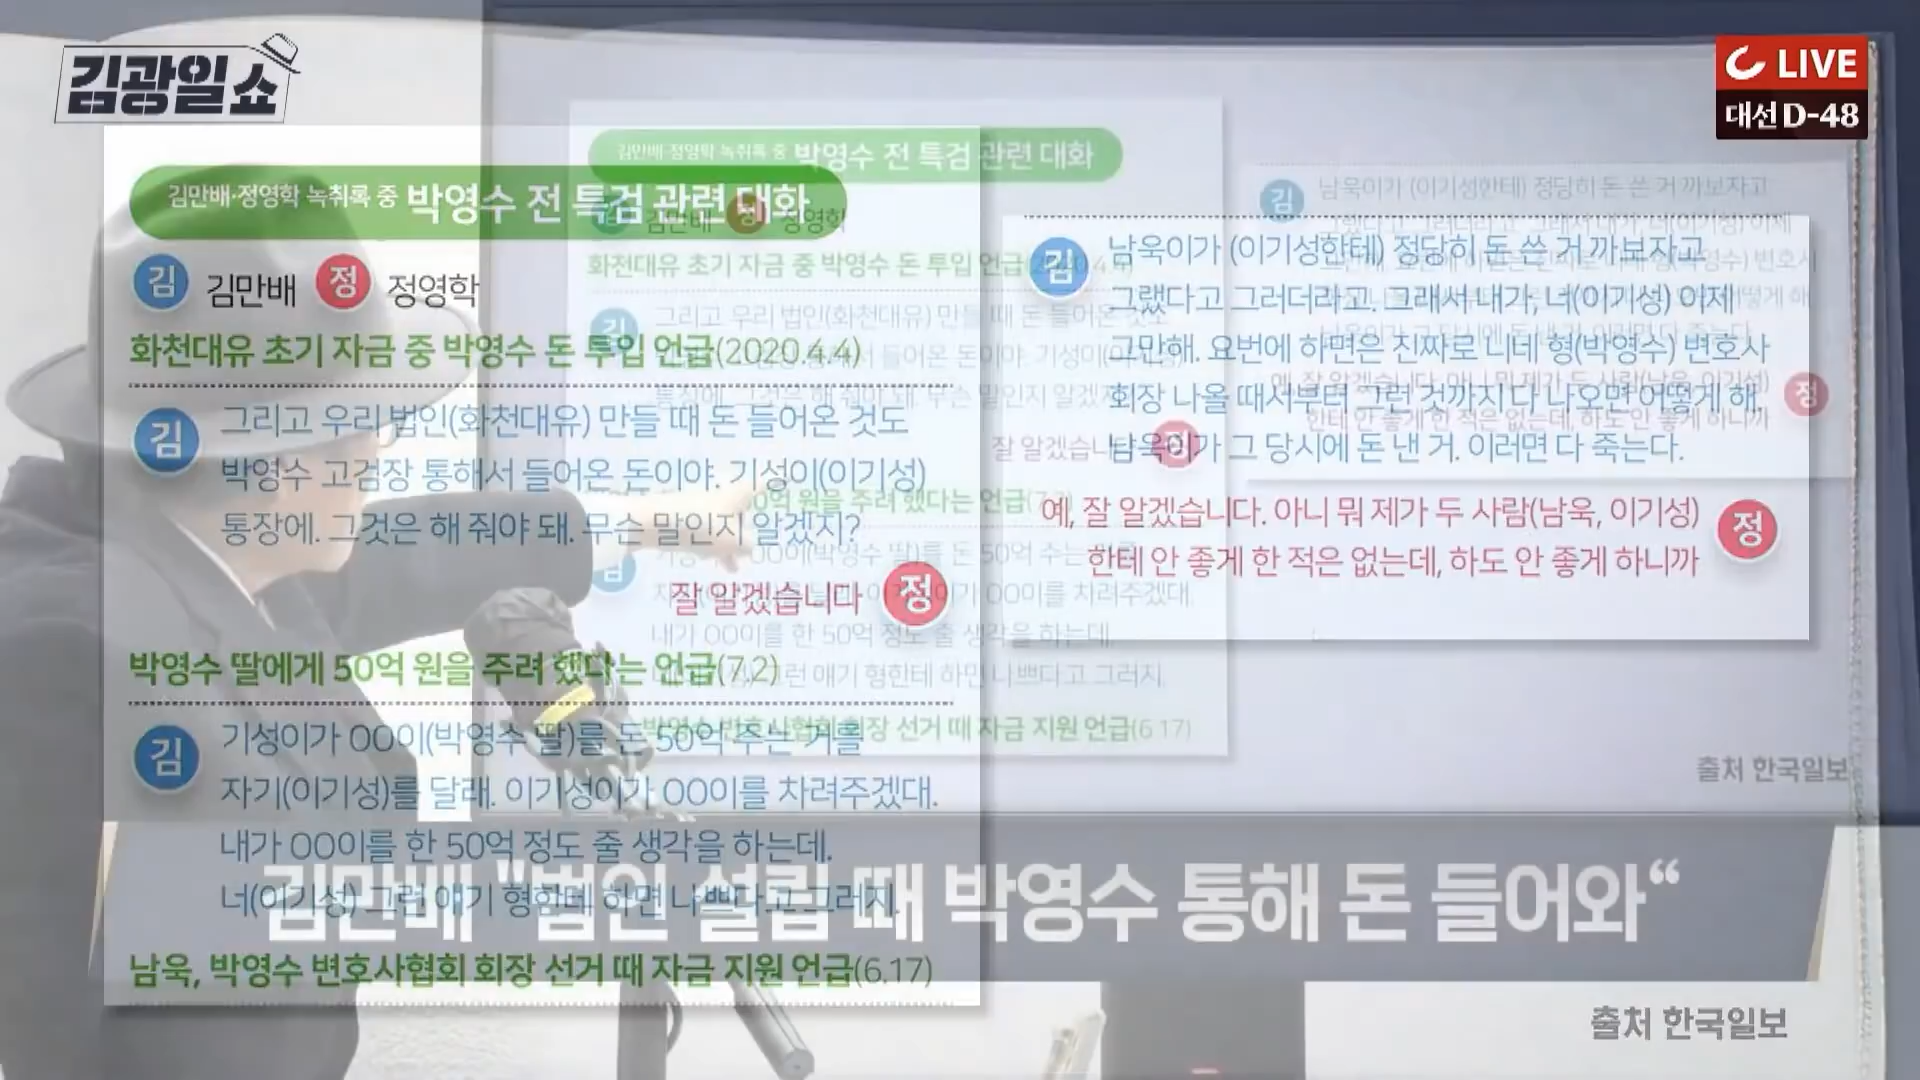 김광일쇼
LIVE
대선 D-48
김만배·정영학 녹취록 중 박영수 전 특검 관련 대화
김 김만배 정 정영학
화천대유 초기 자금 중 박영수 돈 투입 언급(2020.4.4)
김 그리고 우리 법인(화천대유) 만들 때 돈 들어온 것도
박영수 고검장 통해서 들어온 돈이야. 기성이(이기성)
통장에. 그것은 해 줘야 돼. 무슨 말인지 알겠지?
잘 알겠습니다 정
박영수 딸에게 50억 원을 주려 했다는 언급(7.2)
김 기성이가 OO이(박영수 딸)를 돈 50억 주는 거를
자기(이기성)를 달래. 이기성이가 OO이를 차려주겠대.
내가 OO이를 한 50억 정도 줄 생각을 하는데.
너(이기성) 그런 얘기 형한테 하면 나쁘다고 그러지.
남욱, 박영수 변호사협회 회장 선거 때 자금 지원 언급(6.17)
김 남욱이가 (이기성한테) 정당히 돈 쓴 거 까보자고
그랬다고 그러더라고. 그래서 내가, 너(이기성) 이제
그만해. 요번에 하면은 진짜로 니네 형(박영수) 변호사
회장 나올 때서부터 그런 것까지 다 나오면 어떻게 해,
남욱이가 그 당시에 돈 낸 거. 이러면 다 죽는다.
예, 잘 알겠습니다. 아니 뭐 제가 두 사람(남욱, 이기성) 정
한테 안 좋게 한 적은 없는데, 하도 안 좋게 하니까
김만배 "법인 설립 때 박영수 통해 돈 들어와“
출처 한국일보
출처 한국일보